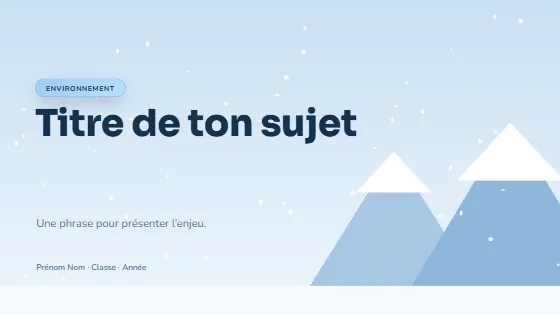 ENVIRONNEMENT
Titre de ton sujet
Une phrase pour présenter l'enjeu.
Prénom Nom · Classe · Année